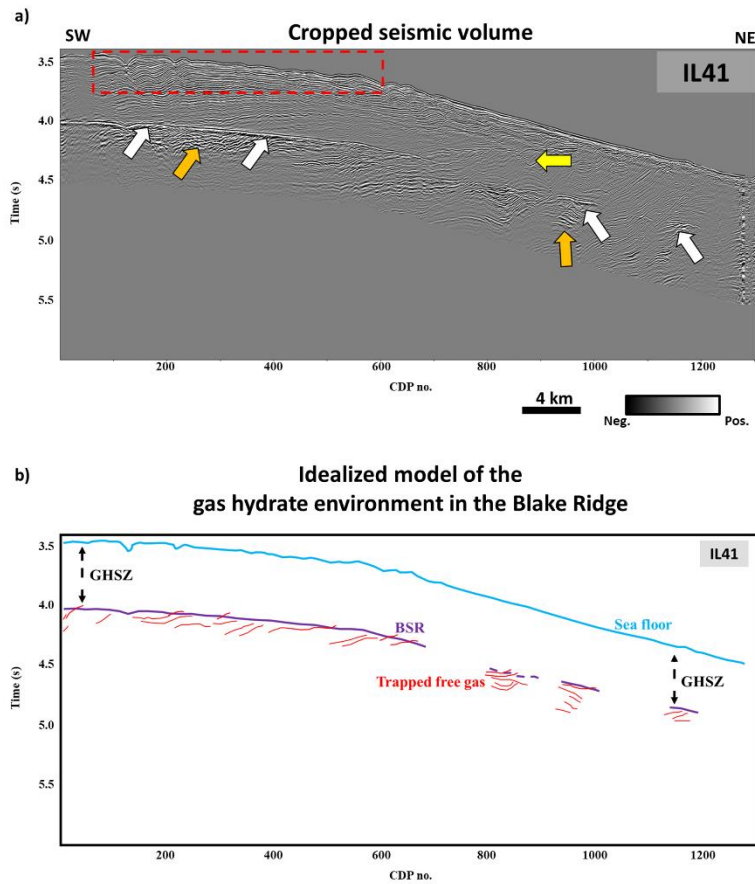 a)
Cropped seismic volume
SW
NE
IL41
3.5
4.0
4.5
5.0
5.5
Time (s)
200
400
600
800
1000
1200
CDP no.
4 km
Neg.
Pos.
b)
Idealized model of the
gas hydrate environment in the Blake Ridge
IL41
3.5
4.0
4.5
5.0
5.5
Time (s)
GHSZ
BSR
Sea floor
Trapped free gas
GHSZ
200
400
600
800
1000
1200
CDP no.